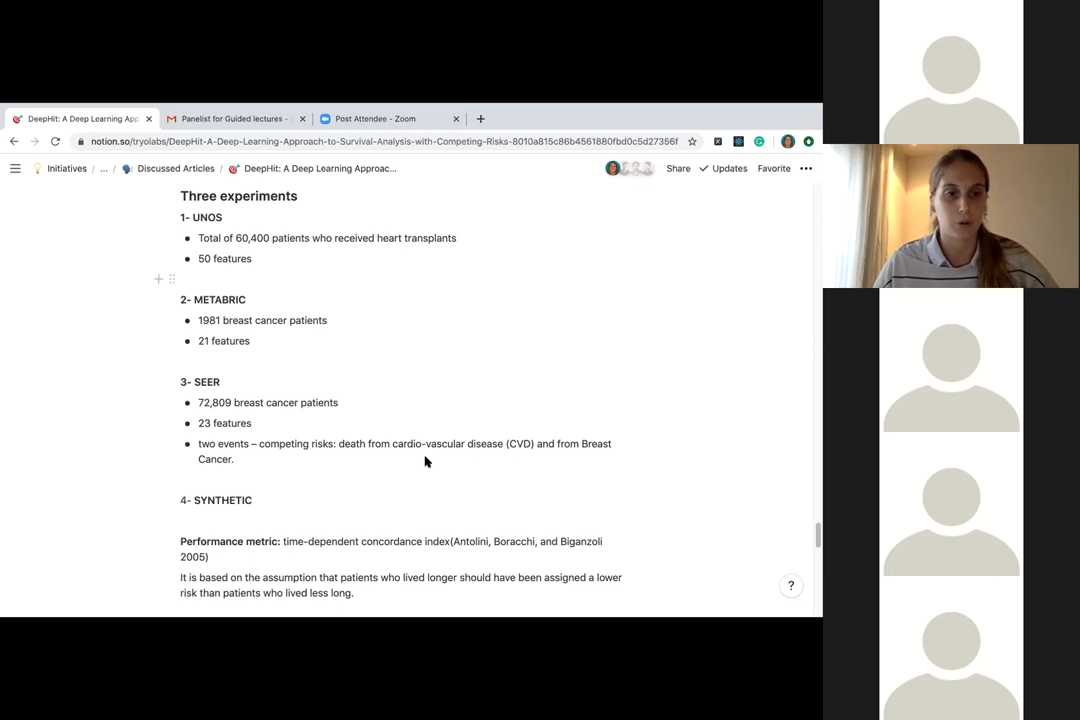 DeepHit: A Deep Learning App
Panelist for Guided lectures -
Post Attendee - Zoom
notion.so/tryolabs/DeepHit-A-Deep-Learning-Approach-to-Survival-Analysis-with-Competing-Risks-8010a815c86b4561880fbd0c5d27356f
Initiatives / ... / Discussed Articles / DeepHit: A Deep Learning Approac...
Share Updates Favorite
Three experiments
1- UNOS
• Total of 60,400 patients who received heart transplants
• 50 features
2- METABRIC
• 1981 breast cancer patients
• 21 features
3- SEER
• 72,809 breast cancer patients
• 23 features
• two events – competing risks: death from cardio-vascular disease (CVD) and from Breast
Cancer.
4- SYNTHETIC
Performance metric: time-dependent concordance index(Antolini, Boracchi, and Biganzoli
2005)
It is based on the assumption that patients who lived longer should have been assigned a lower
risk than patients who lived less long.
?